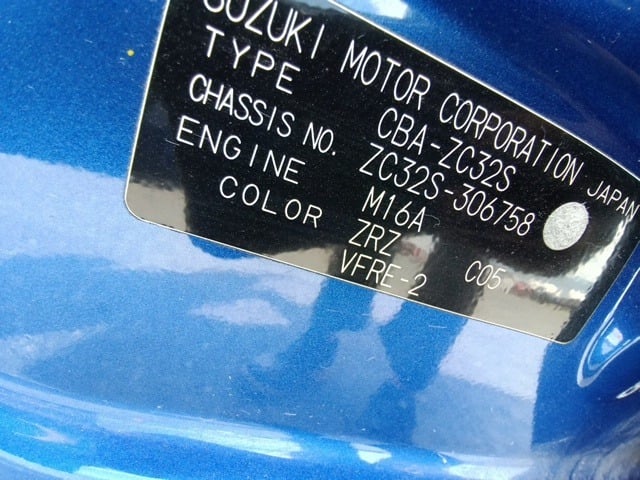 SUZUKI MOTOR CORPORATION JAPAN
TYPE CBA-ZC32S
CHASSIS NO. ZC32S-306758
ENGINE M16A
COLOR ZRZ C05
VFRE-2